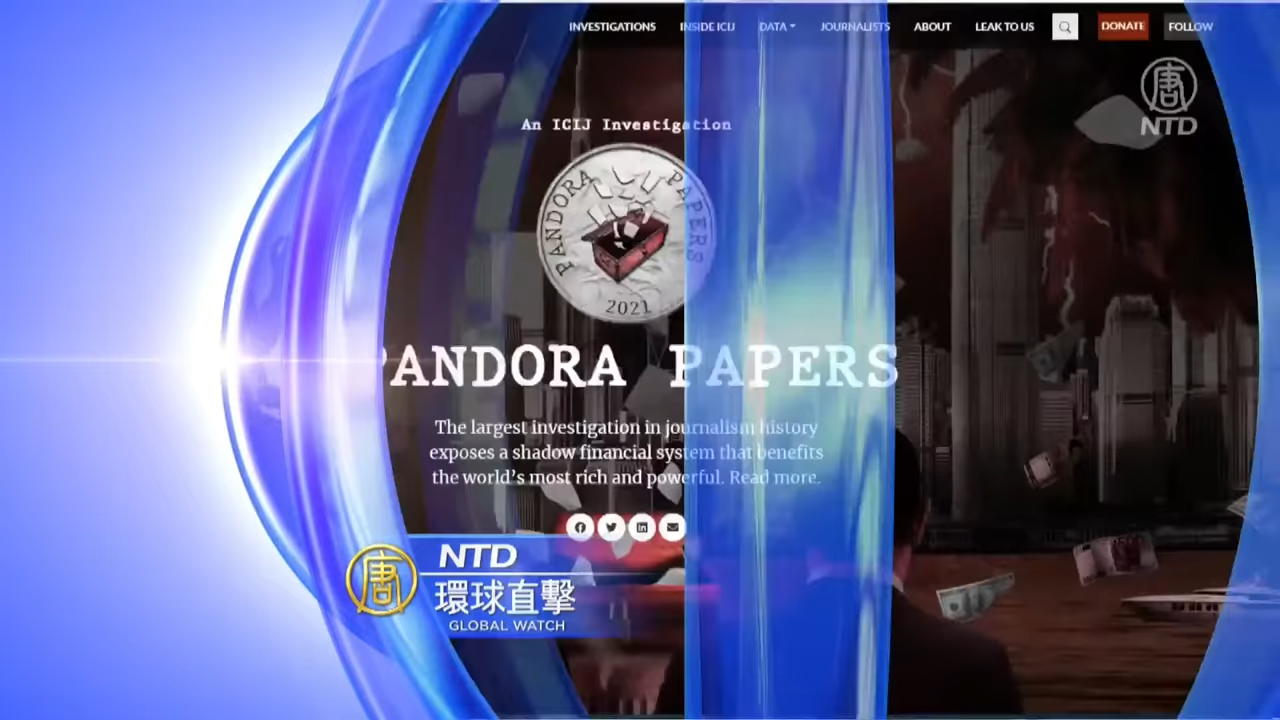 INVESTIGATIONS INSIDE ICIJ DATA JOURNALISTS ABOUT LEAK TO US DONATE FOLLOW
唐
NTD
An ICIJ Investigation
PANDORA PAPERS
2021
PANDORA PAPERS
The largest investigation in journalism history
exposes a shadow financial system that benefits
the world's most rich and powerful. Read more.
唐
NTD
環球直擊
GLOBAL WATCH